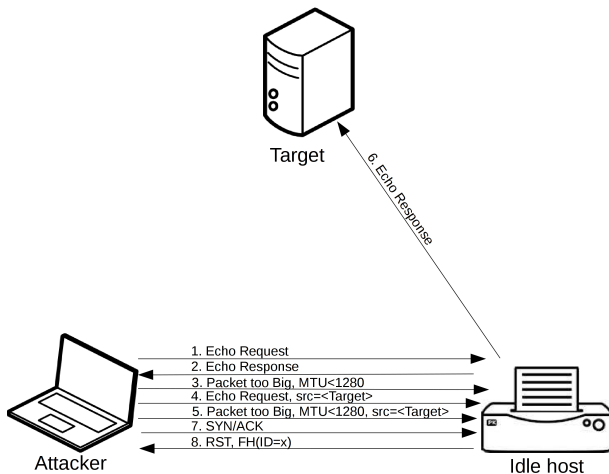 Target
6. Echo Response
1. Echo Request
2. Echo Response
3. Packet too Big, MTU<1280
4. Echo Request, src=<Target>
5. Packet too Big, MTU<1280, src=<Target>
7. SYN/ACK
8. RST, FH(ID=x)
Attacker
Idle host